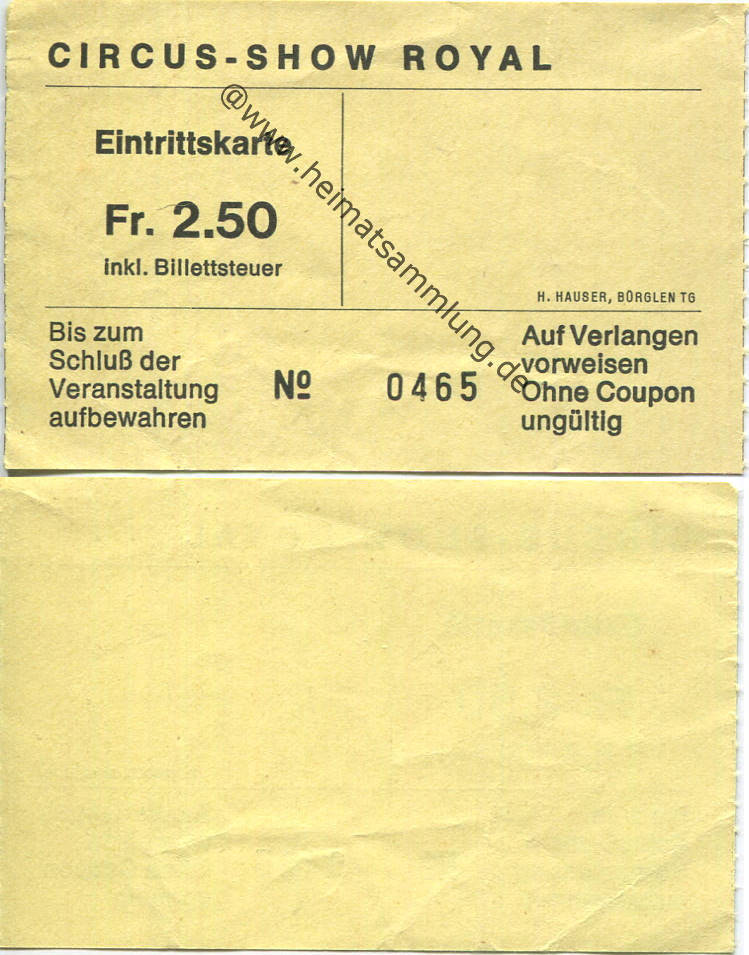 CIRCUS-SHOW ROYAL
Eintrittskarte
Fr. 2.50
inkl. Billettsteuer
H. HAUSER, BÜRGLEN TG
Bis zum
Schluß der
Veranstaltung
aufbewahren
Nº 0465
Auf Verlangen
vorweisen
Ohne Coupon
ungültig
@www.heimatsammlung.de